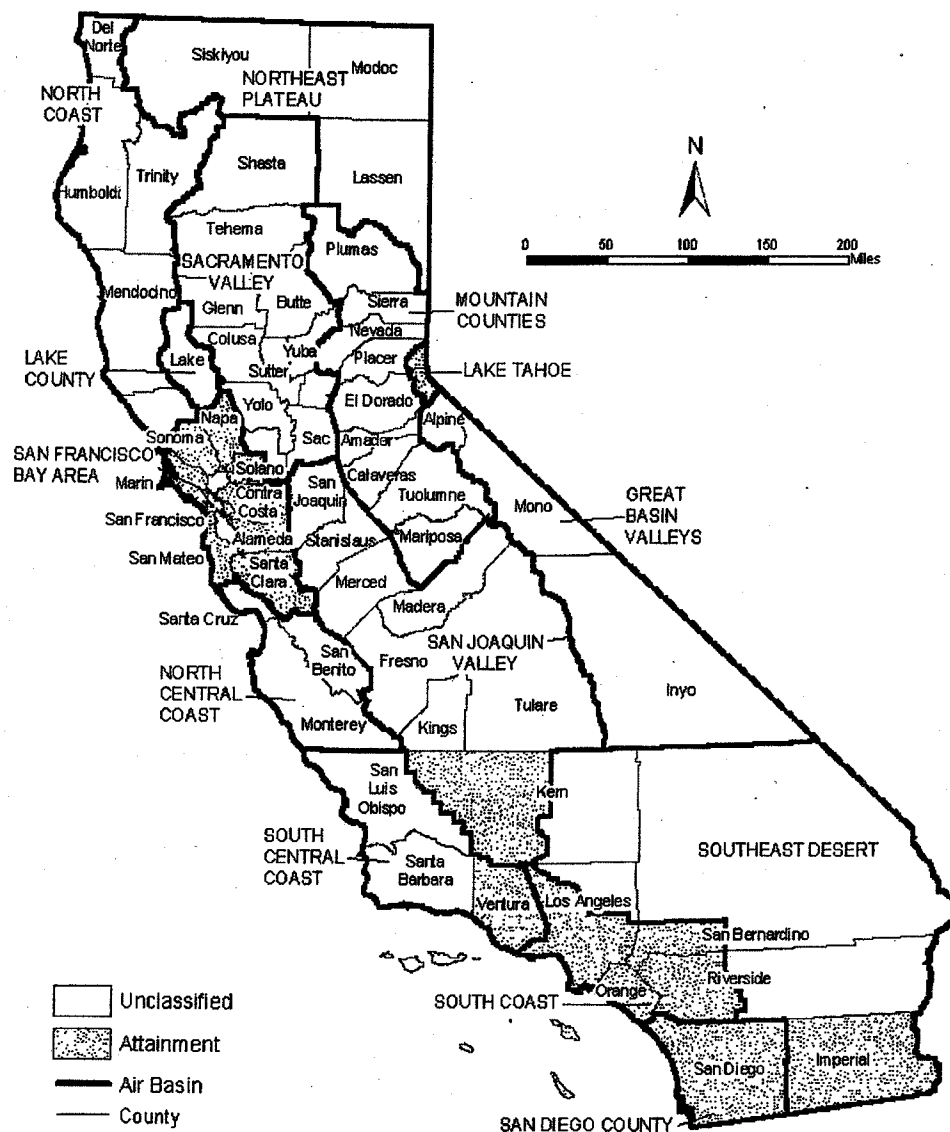 Del
Norte
Siskiyou
Modoc
NORTHEAST
PLATEAU
NORTH
COAST
N
Shasta
Lassen
Humboldt
Trinity
Tehema
Plumas
0 50 100 150 200
Miles
SACRAMENTO
VALLEY
Mendocino
Glenn
Butte
Sierra
MOUNTAIN
COUNTIES
Nevada
Colusa
Yuba
Placer
LAKE
COUNTY
Lake
Sutter
LAKE TAHOE
El Dorado
Yolo
Napa
Alpine
Sonoma
Sac
Amador
SAN FRANCISCO
BAY AREA
Solano
Calaveras
Marin
Contra
Costa
San
Joaquin
Tuolumne
Mono
GREAT
BASIN
VALLEYS
San Francisco
Alameda
Stanislaus
Mariposa
San Mateo
Santa
Clara
Merced
Madera
Santa Cruz
San
Benito
Fresno
SAN JOAQUIN
VALLEY
NORTH
CENTRAL
COAST
Inyo
Tulare
Monterey
Kings
San
Luis
Obispo
Kern
SOUTH
CENTRAL
COAST
SOUTHEAST DESERT
Santa
Barbara
Ventura
Los Angeles
San Bernardino
Riverside
Orange
SOUTH COAST
Unclassified
Attainment
Air Basin
County
San Diego
Imperial
SAN DIEGO COUNTY